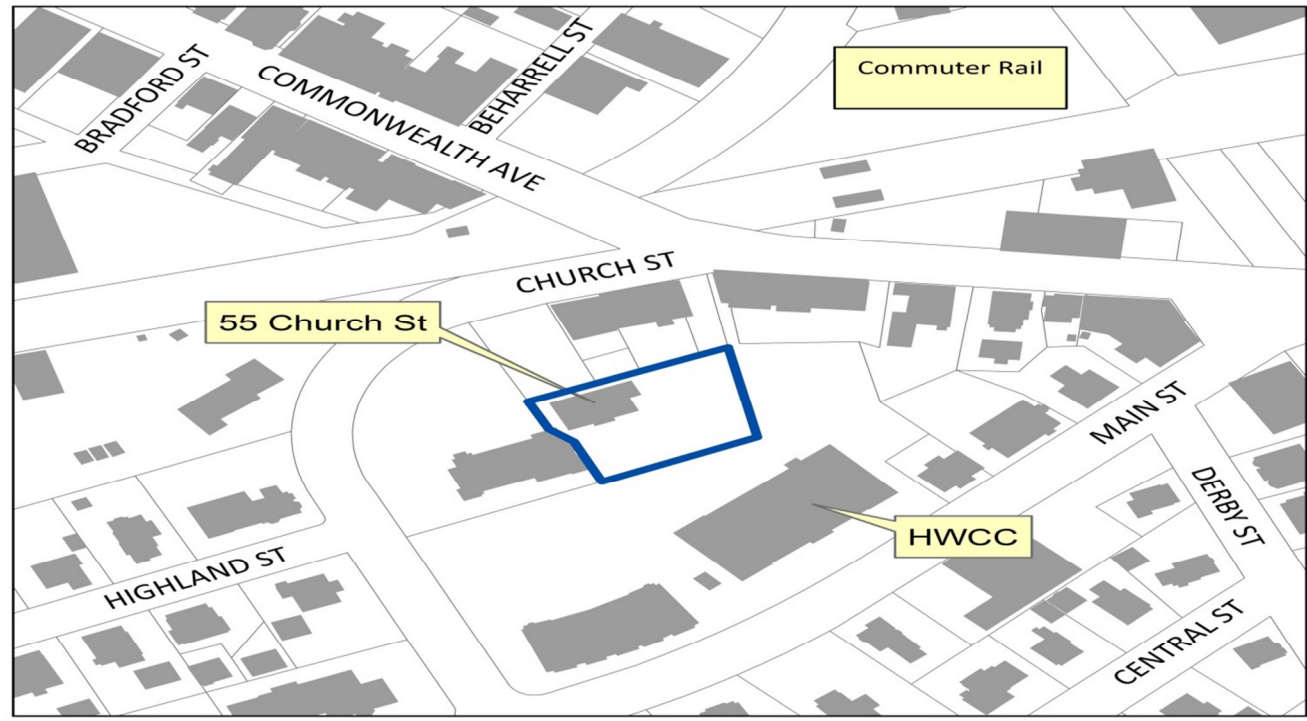 BRADFORD ST
COMMONWEALTH AVE
BEHARRELL ST
Commuter Rail
CHURCH ST
55 Church St
MAIN ST
DERBY ST
HWCC
HIGHLAND ST
CENTRAL ST